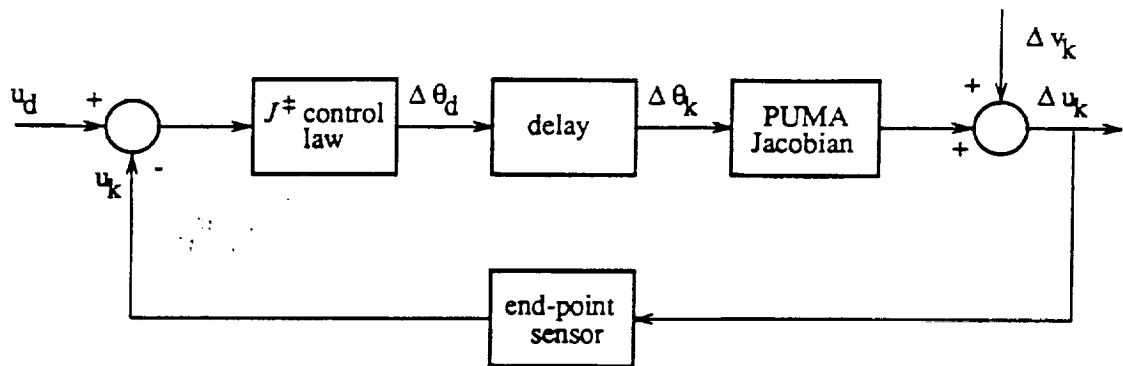 Δ v_k
u_d
+
J‡ control
law
Δ θ_d
delay
Δ θ_k
PUMA
Jacobian
+
Δ u_k
+
u_k
-
end-point
sensor